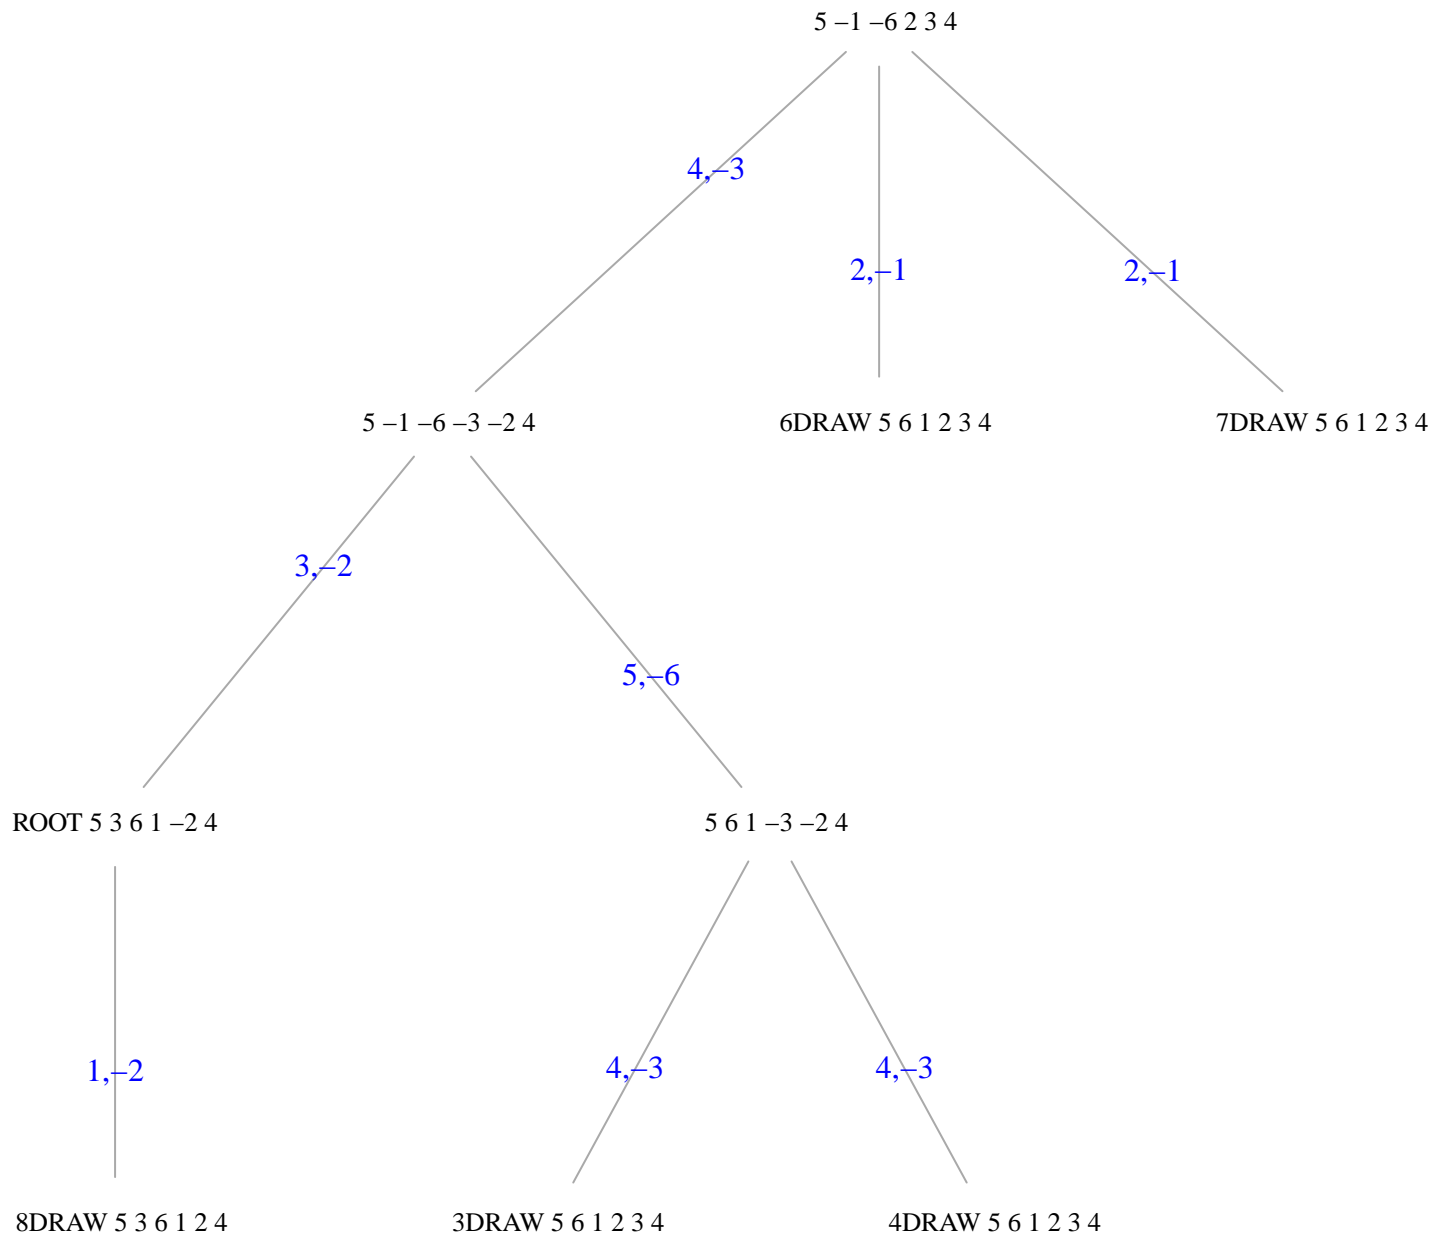 5 –1 –6 2 3 4
4,–3
2,–1
2,–1
5 –1 –6 –3 –2 4
6DRAW 5 6 1 2 3 4
7DRAW 5 6 1 2 3 4
3,–2
5,–6
ROOT 5 3 6 1 –2 4
5 6 1 –3 –2 4
1,–2
4,–3
4,–3
8DRAW 5 3 6 1 2 4
3DRAW 5 6 1 2 3 4
4DRAW 5 6 1 2 3 4